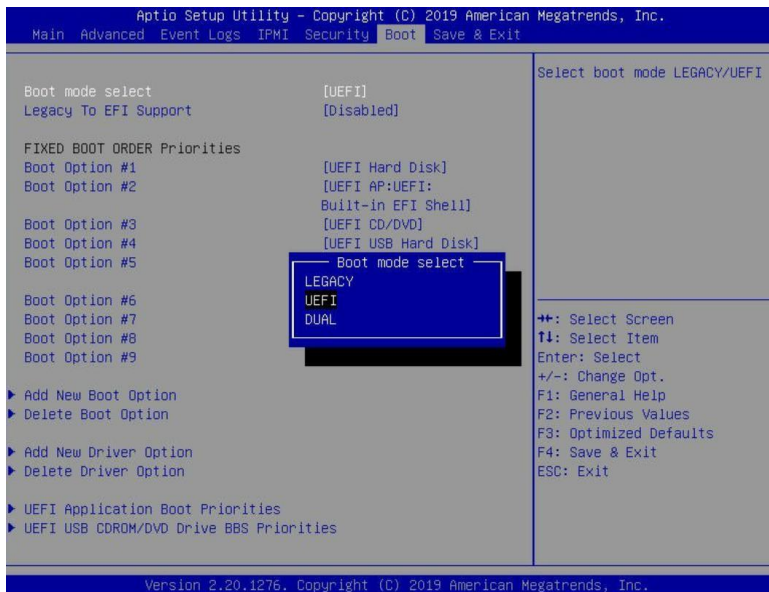 Aptio Setup Utility – Copyright (C) 2019 American Megatrends, Inc.
Main Advanced Event Logs IPMI Security Boot Save & Exit
Select boot mode LEGACY/UEFI
Boot mode select [UEFI]
Legacy To EFI Support [Disabled]
FIXED BOOT ORDER Priorities
Boot Option #1 [UEFI Hard Disk]
Boot Option #2 [UEFI AP:UEFI:
Built-in EFI Shell]
Boot Option #3 [UEFI CD/DVD]
Boot Option #4 [UEFI USB Hard Disk]
Boot Option #5
Boot mode select
LEGACY
UEFI
DUAL
Boot Option #6
Boot Option #7
Boot Option #8
Boot Option #9
Add New Boot Option
Delete Boot Option
Add New Driver Option
Delete Driver Option
UEFI Application Boot Priorities
UEFI USB CDROM/DVD Drive BBS Priorities
→←: Select Screen
↑↓: Select Item
Enter: Select
+/-: Change Opt.
F1: General Help
F2: Previous Values
F3: Optimized Defaults
F4: Save & Exit
ESC: Exit
Version 2.20.1276. Copyright (C) 2019 American Megatrends, Inc.